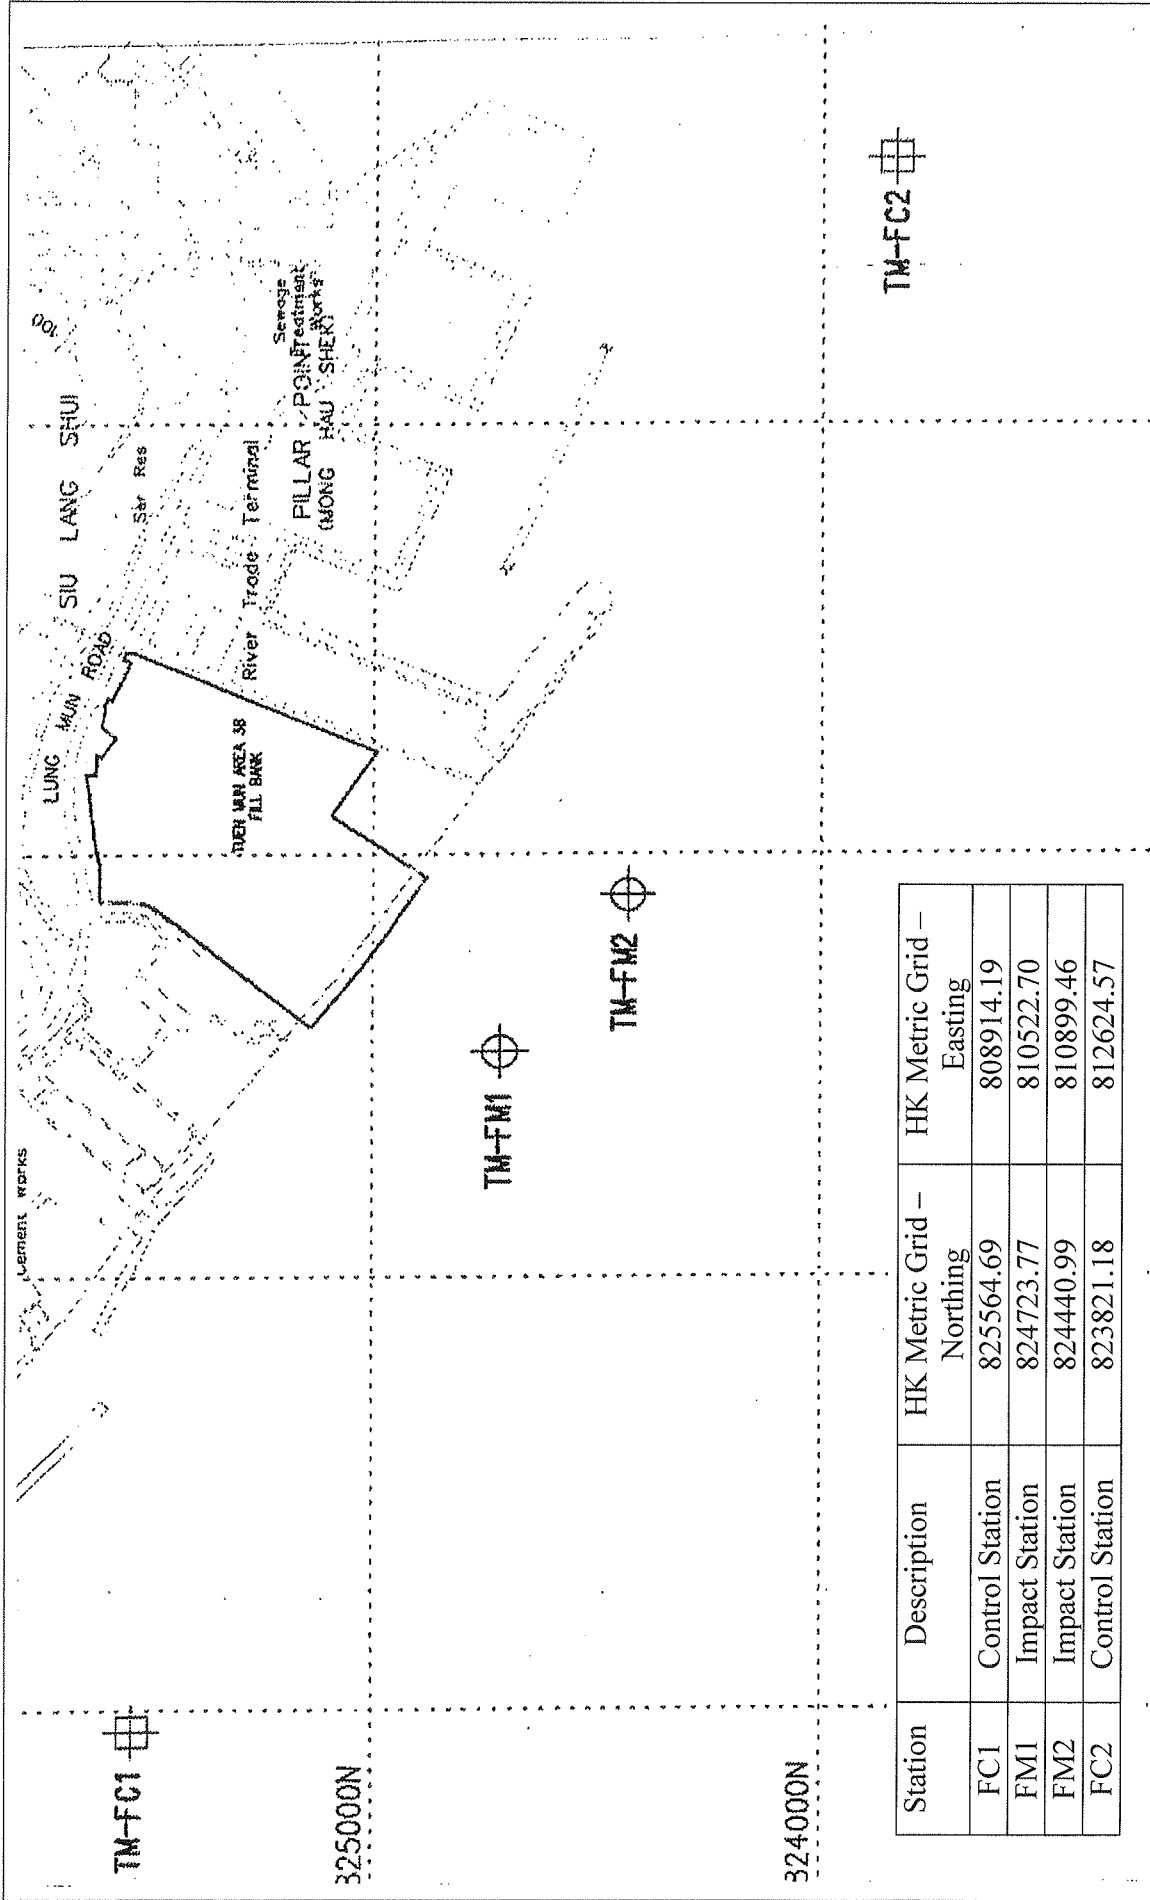 Cement Works
LUNG MUN ROAD
SIU LANG SHUI
100
Ser Res
TUEN MUN AREA 38
FILL BANK
River Trade Terminal
Sewage
Treatment
Works
PILLAR POINT
(MONG HAU SHEK)
TM-FC1
325000N
TM-FM1
TM-FM2
TM-FC2
324000N
Station Description HK Metric Grid – Northing HK Metric Grid – Easting
FC1 Control Station 825564.69 808914.19
FM1 Impact Station 824723.77 810522.70
FM2 Impact Station 824440.99 810899.46
FC2 Control Station 823821.18 812624.57